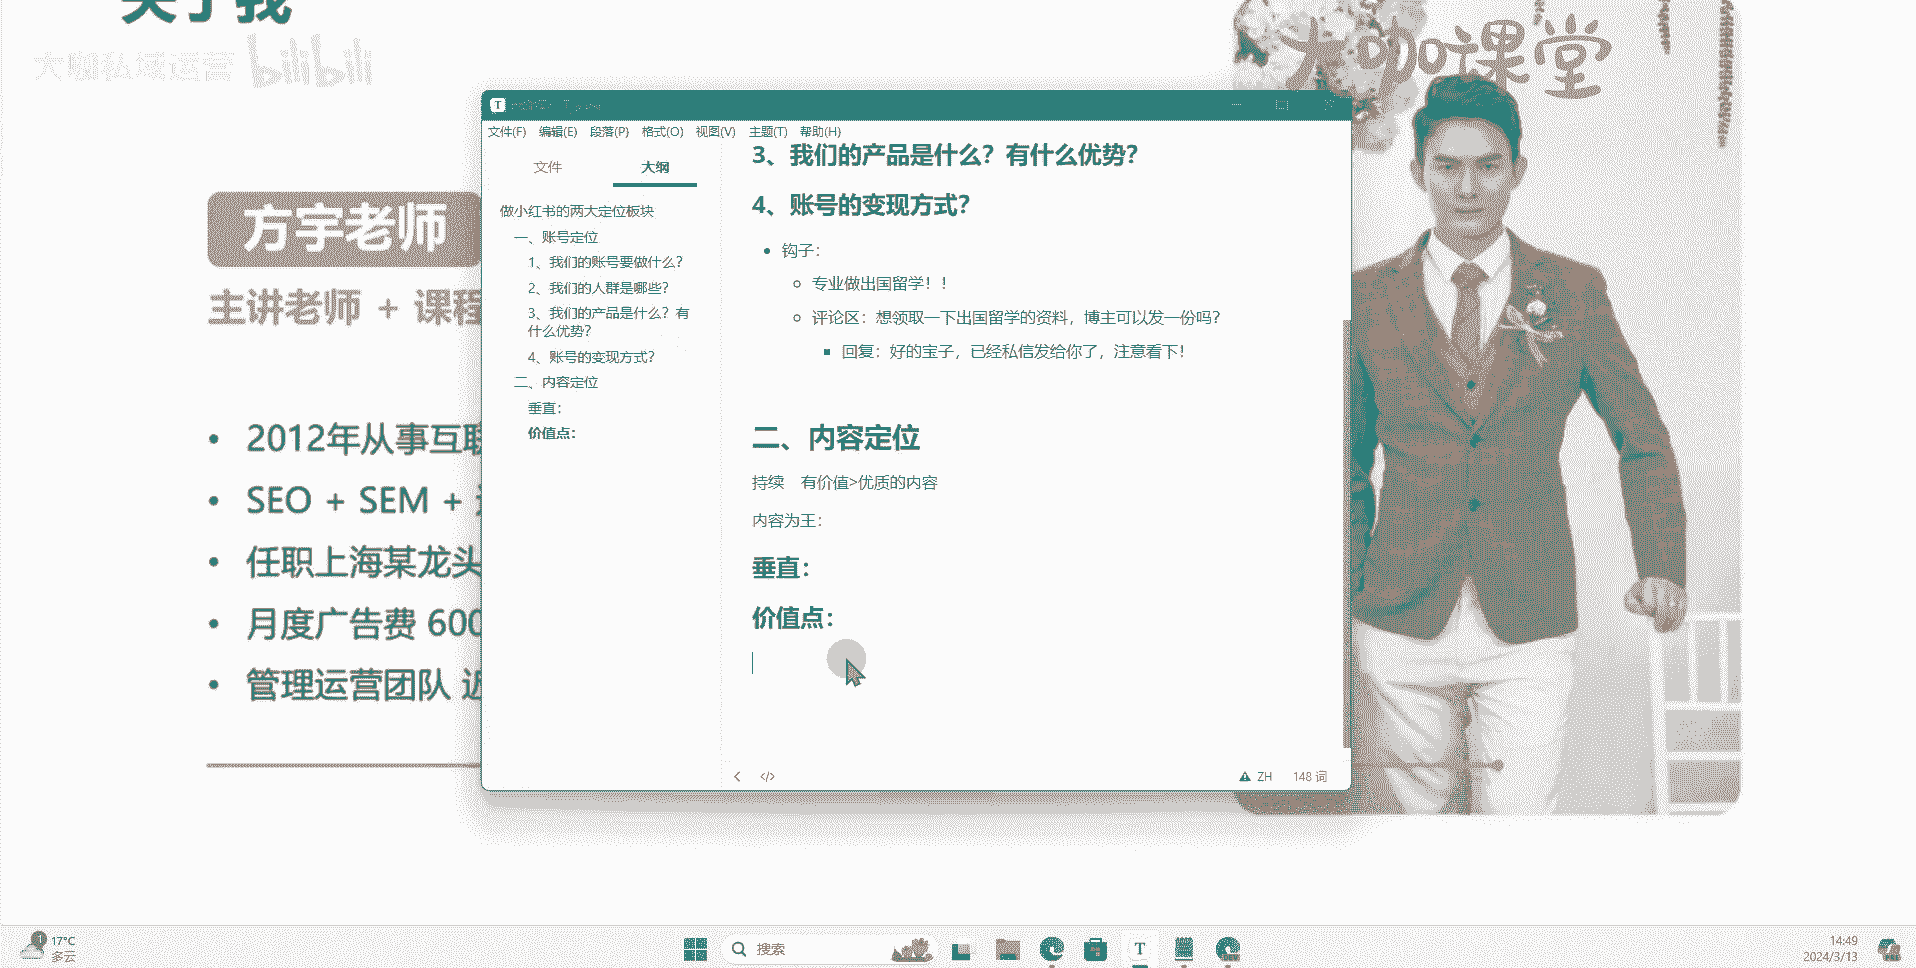 关于我
大咖私域运营 bilibili
大咖课堂
方宇老师
主讲老师 + 课程
2012年从事互联
SEO + SEM +
任职上海某龙头
月度广告费 600
管理运营团队 近
文件(F) 编辑(E) 段落(P) 格式(O) 视图(V) 主题(T) 帮助(H)
文件 大纲
做小红书的两大定位板块
一、账号定位
1、我们的账号要做什么？
2、我们的人群是哪些？
3、我们的产品是什么？有
什么优势？
4、账号的变现方式？
二、内容定位
垂直：
价值点：
3、我们的产品是什么？有什么优势？
4、账号的变现方式？
钩子：
专业做出国留学！！
评论区：想领取一下出国留学的资料，博主可以发一份吗？
回复：好的宝子，已经私信发给你了，注意看下！
二、内容定位
持续 有价值>优质的内容
内容为王：
垂直：
价值点：
ZH 148 词
17°C
多云
搜索
14:49
2024/3/13